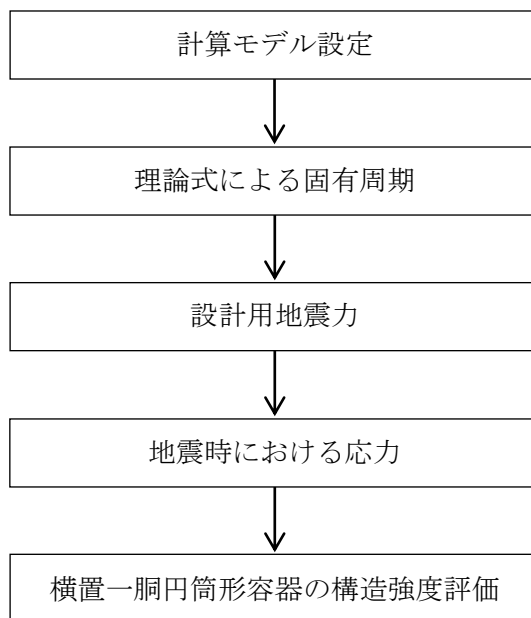 計算モデル設定
理論式による固有周期
設計用地震力
地震時における応力
横置一胴円筒形容器の構造強度評価